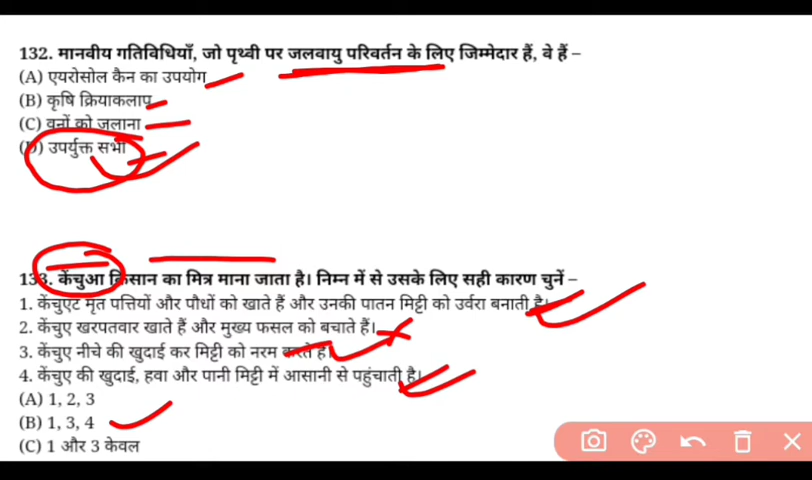 132. मानवीय गतिविधियाँ, जो पृथ्वी पर जलवायु परिवर्तन के लिए जिम्मेदार हैं, वे हैं –
(A) एयरोसोल कैन का उपयोग
(B) कृषि क्रियाकलाप
(C) वनों को जलाना
(D) उपर्युक्त सभी
133. केंचुआ किसान का मित्र माना जाता है। निम्न में से उसके लिए सही कारण चुनें –
1. केंचुएट मृत पत्तियों और पौधों को खाते हैं और उनकी पातन मिट्टी को उर्वरा बनाती है।
2. केंचुए खरपतवार खाते हैं और मुख्य फसल को बचाते हैं।
3. केंचुए नीचे की खुदाई कर मिट्टी को नरम करते हैं।
4. केंचुए की खुदाई, हवा और पानी मिट्टी में आसानी से पहुंचाती है।
(A) 1, 2, 3
(B) 1, 3, 4
(C) 1 और 3 केवल